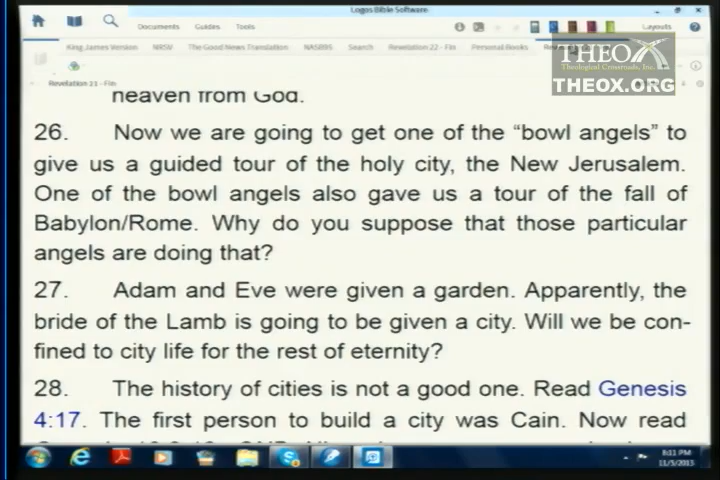 Logos Bible Software
Documents Guides Tools Layouts
King James Version NRSV The Good News Translation NASB95 Search Revelation 22 - Fin Personal Books
THEOX
Theological Crossroads, Inc.
THEOX.ORG
Revelation 21 - Fin
heaven from God.
26. Now we are going to get one of the “bowl angels” to
give us a guided tour of the holy city, the New Jerusalem.
One of the bowl angels also gave us a tour of the fall of
Babylon/Rome. Why do you suppose that those particular
angels are doing that?
27. Adam and Eve were given a garden. Apparently, the
bride of the Lamb is going to be given a city. Will we be con-
fined to city life for the rest of eternity?
28. The history of cities is not a good one. Read Genesis
4:17. The first person to build a city was Cain. Now read
8:11 PM
11/5/2013